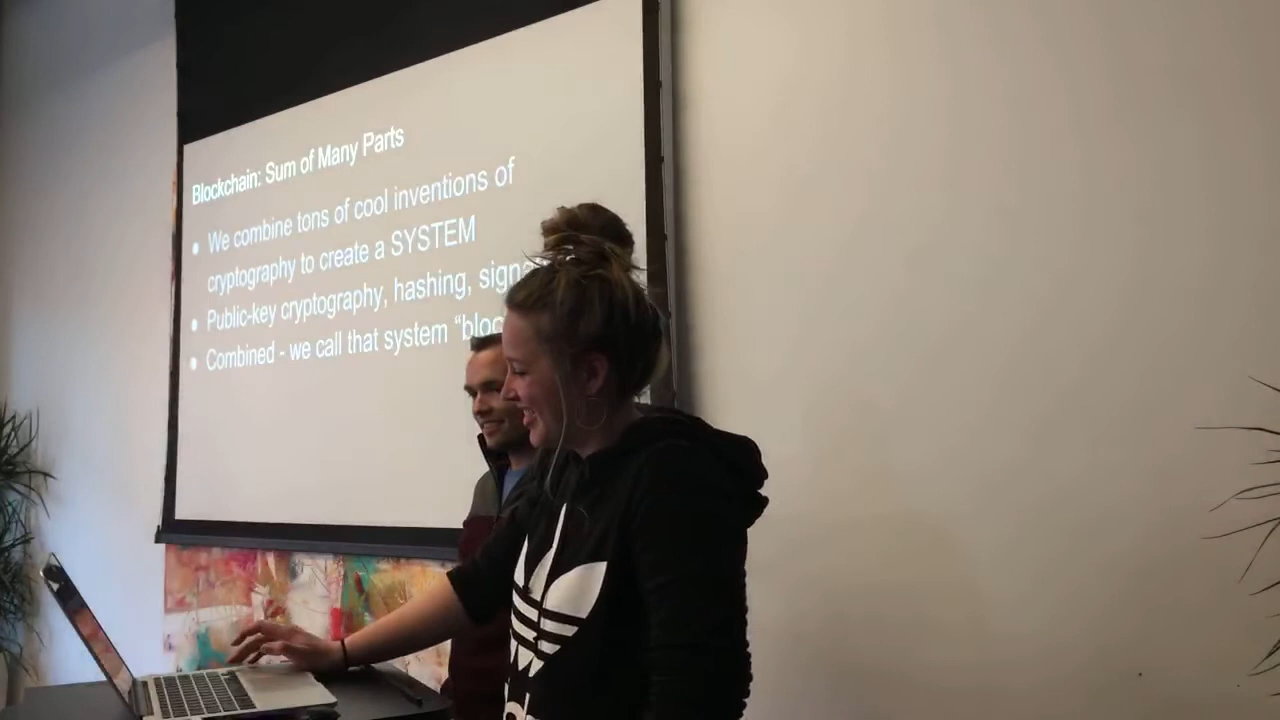 Blockchain: Sum of Many Parts
• We combine tons of cool inventions of
cryptography to create a SYSTEM
• Public-key cryptography, hashing,
• Combined - we call that system